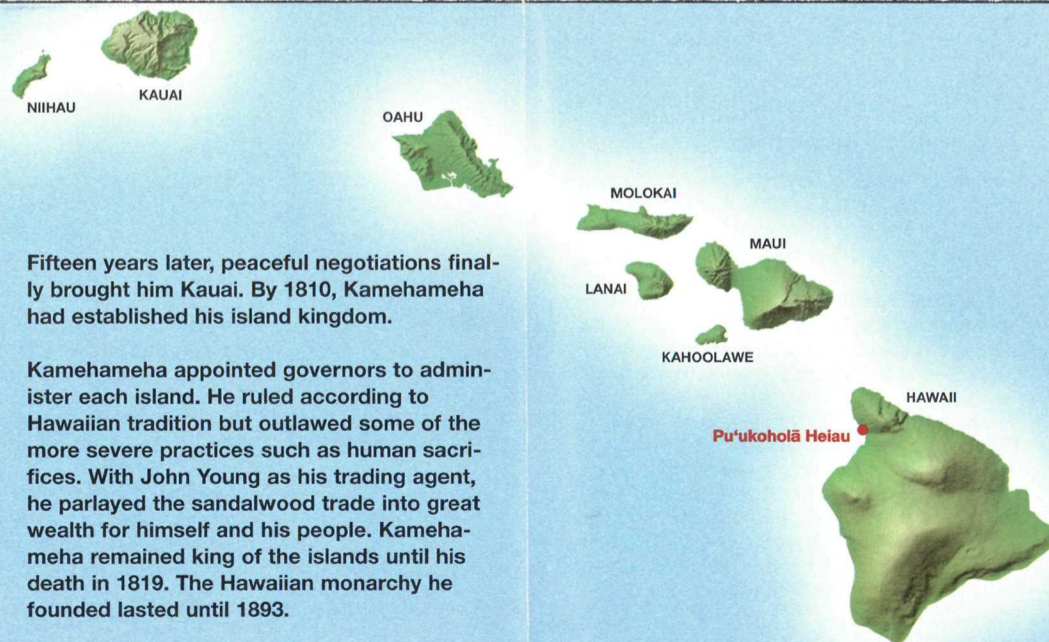 NIIHAU
KAUAI
OAHU
MOLOKAI
MAUI
LANAI
KAHOOLAWE
HAWAII
Pu‘ukoholā Heiau
Fifteen years later, peaceful negotiations final-
ly brought him Kauai. By 1810, Kamehameha
had established his island kingdom.
Kamehameha appointed governors to admin-
ister each island. He ruled according to
Hawaiian tradition but outlawed some of the
more severe practices such as human sacri-
fices. With John Young as his trading agent,
he parlayed the sandalwood trade into great
wealth for himself and his people. Kameha-
meha remained king of the islands until his
death in 1819. The Hawaiian monarchy he
founded lasted until 1893.